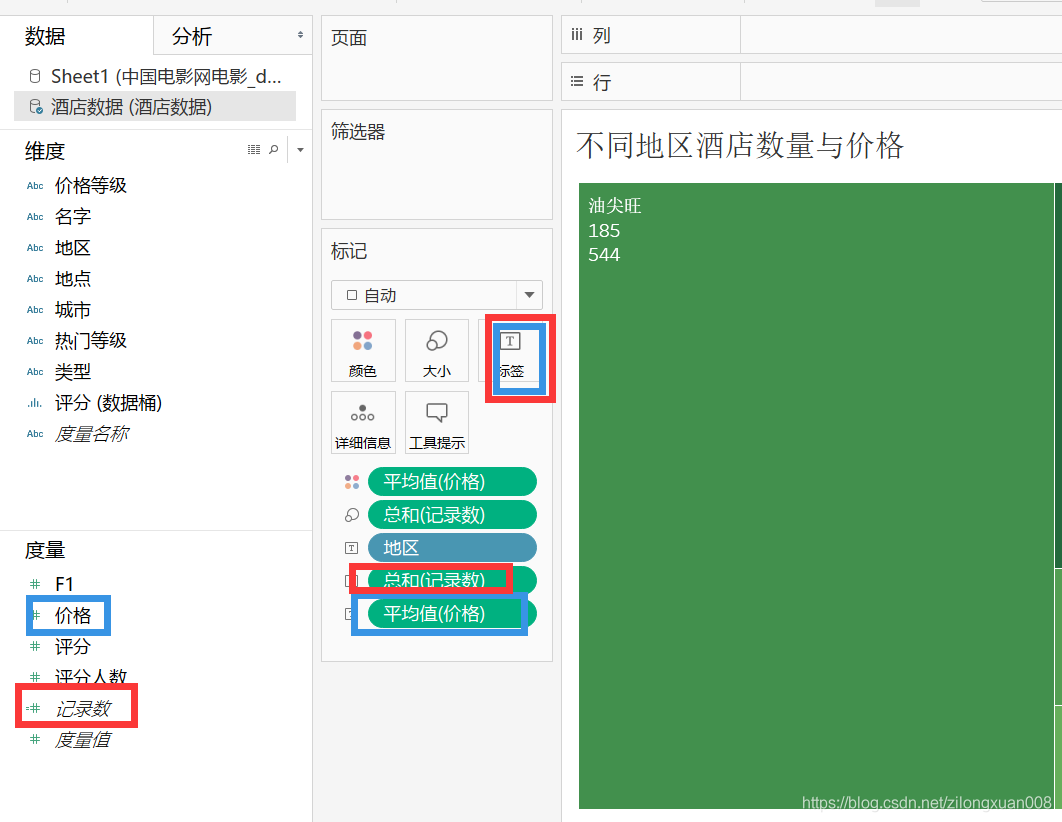 数据
分析
Sheet1 (中国电影网电影_d...
酒店数据 (酒店数据)
维度
Abc 价格等级
Abc 名字
Abc 地区
Abc 地点
Abc 城市
Abc 热门等级
Abc 类型
评分 (数据桶)
Abc 度量名称
度量
# F1
# 价格
# 评分
# 评分人数
=# 记录数
# 度量值
页面
筛选器
标记
自动
颜色
大小
T
标签
详细信息
工具提示
平均值(价格)
总和(记录数)
T 地区
总和(记录数)
平均值(价格)
列
行
不同地区酒店数量与价格
油尖旺
185
544
https://blog.csdn.net/zilongxuan008